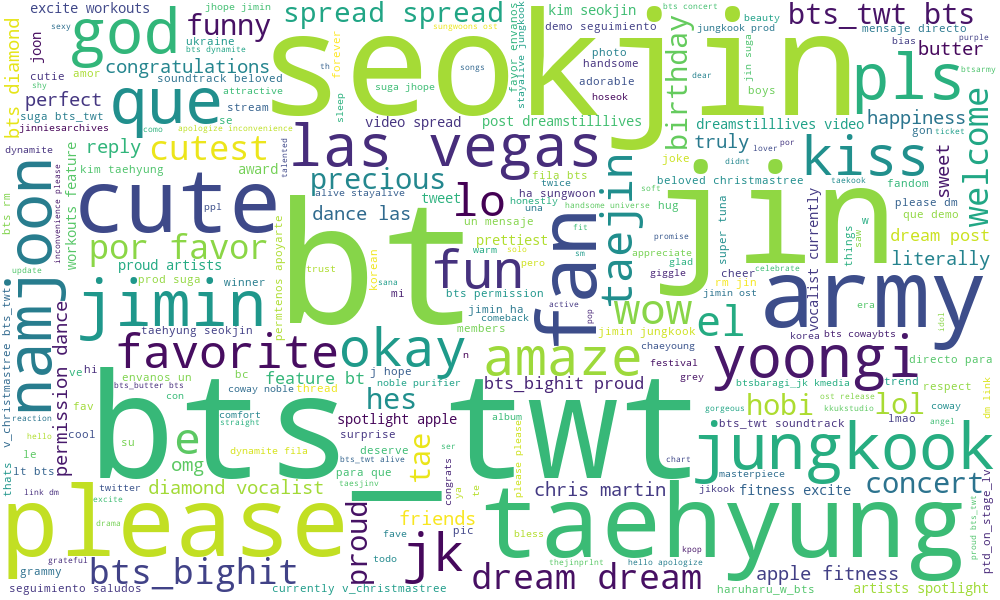 excite workouts
jhope jimin
spread spread
kim seokjin
bts concert
beauty
bts_twt bts
sexy
god
funny
sungwoons ost
demo seguimiento
jungkook prod
mensaje directo
bts diamond
joon
ukraine
bts dynamite
seokjin
favor envanos
stayalive jungkook
photo
handsome
birthday
jin suga
bias
purple
butter
amor
congratulations
forever
cutie
shy
soundtrack beloved
th
songs
adorable
dear
boys
pls
btsarmy
perfect
que
attractive
suga jhope
hoseok
suga bts_twt
stream
sleep
jinniesarchives
se
video spread
post dreamstilllives
dreamstilllives video
happiness
dynamite
como
apologize inconvenience
las vegas
joke
truly
lover
por
gon
ticket
reply
cutest
talented
fila bts
didnt
kiss
sweet
welcome
kim taehyung
award
precious
twice
beloved christmastree
taekook
fandom
namjoon
inconvenience please
workouts feature
cute
ppl
alive stayalive
tweet
lo
ha sungwoon
honestly
una
handsome universe
soft
hug
jin
please dm
bts rm
dance las
un mensaje
fit
que demo
por favor
bt
prettiest
fan
taejin
promise
super tuna
vocalist currently
things
saw
w
dream post
proud artists
permtenos apoyarte
trust
korean
fun
warm
solo
sm
appreciate
glad
cheer
celebrate
literally
update
prod suga
winner
sana
pero
giggle
rm jin
army
jimin
mi
bts permission
active
wow
jimin ost
era
idol
v_christmastree bts_twt
permission dance
taehyung seokjin
members
jimin ha
comeback
pop
jimin jungkook
el
korea
bts cowaybts
favorite
okay
n
amaze
chaeyoung
festival
yoongi
directo para
ve
hi
envanos un
bc
feature bt
j hope
noble purifier
bts_bighit proud
grey
btsbaragi_jk kmedia
trend
bts_butter bts
coway noble
thread
hes
gorgeous
ost release
respect
dm link
fav
con
bts_twt
comfort
straight
spotlight apple
album
hobi
kkukstudio
lol
coway
reaction
cool
su
e
surprise
tae
bts_twt soundtrack
lmao
angel
hello
le
omg
dynamite fila
deserve
bts_twt alive
ser
chart
jungkook
thats
lt bts
para que
congrats
please please
masterpiece
link dm
twitter
excite
diamond vocalist
taesjinv
ya
te
chris martin
jikook
fitness excite
concert
ptd_on_stage_lv
please
drama
proud
friends
fave
pic
bless
taehyung
proud bts_twt
grateful
grammy
bts_bighit
todo
jk
thejinprlnt
kpop
hello apologize
dream dream
apple fitness
seguimiento saludos
currently v_christmastree
haruharu_w_bts
artists spotlight